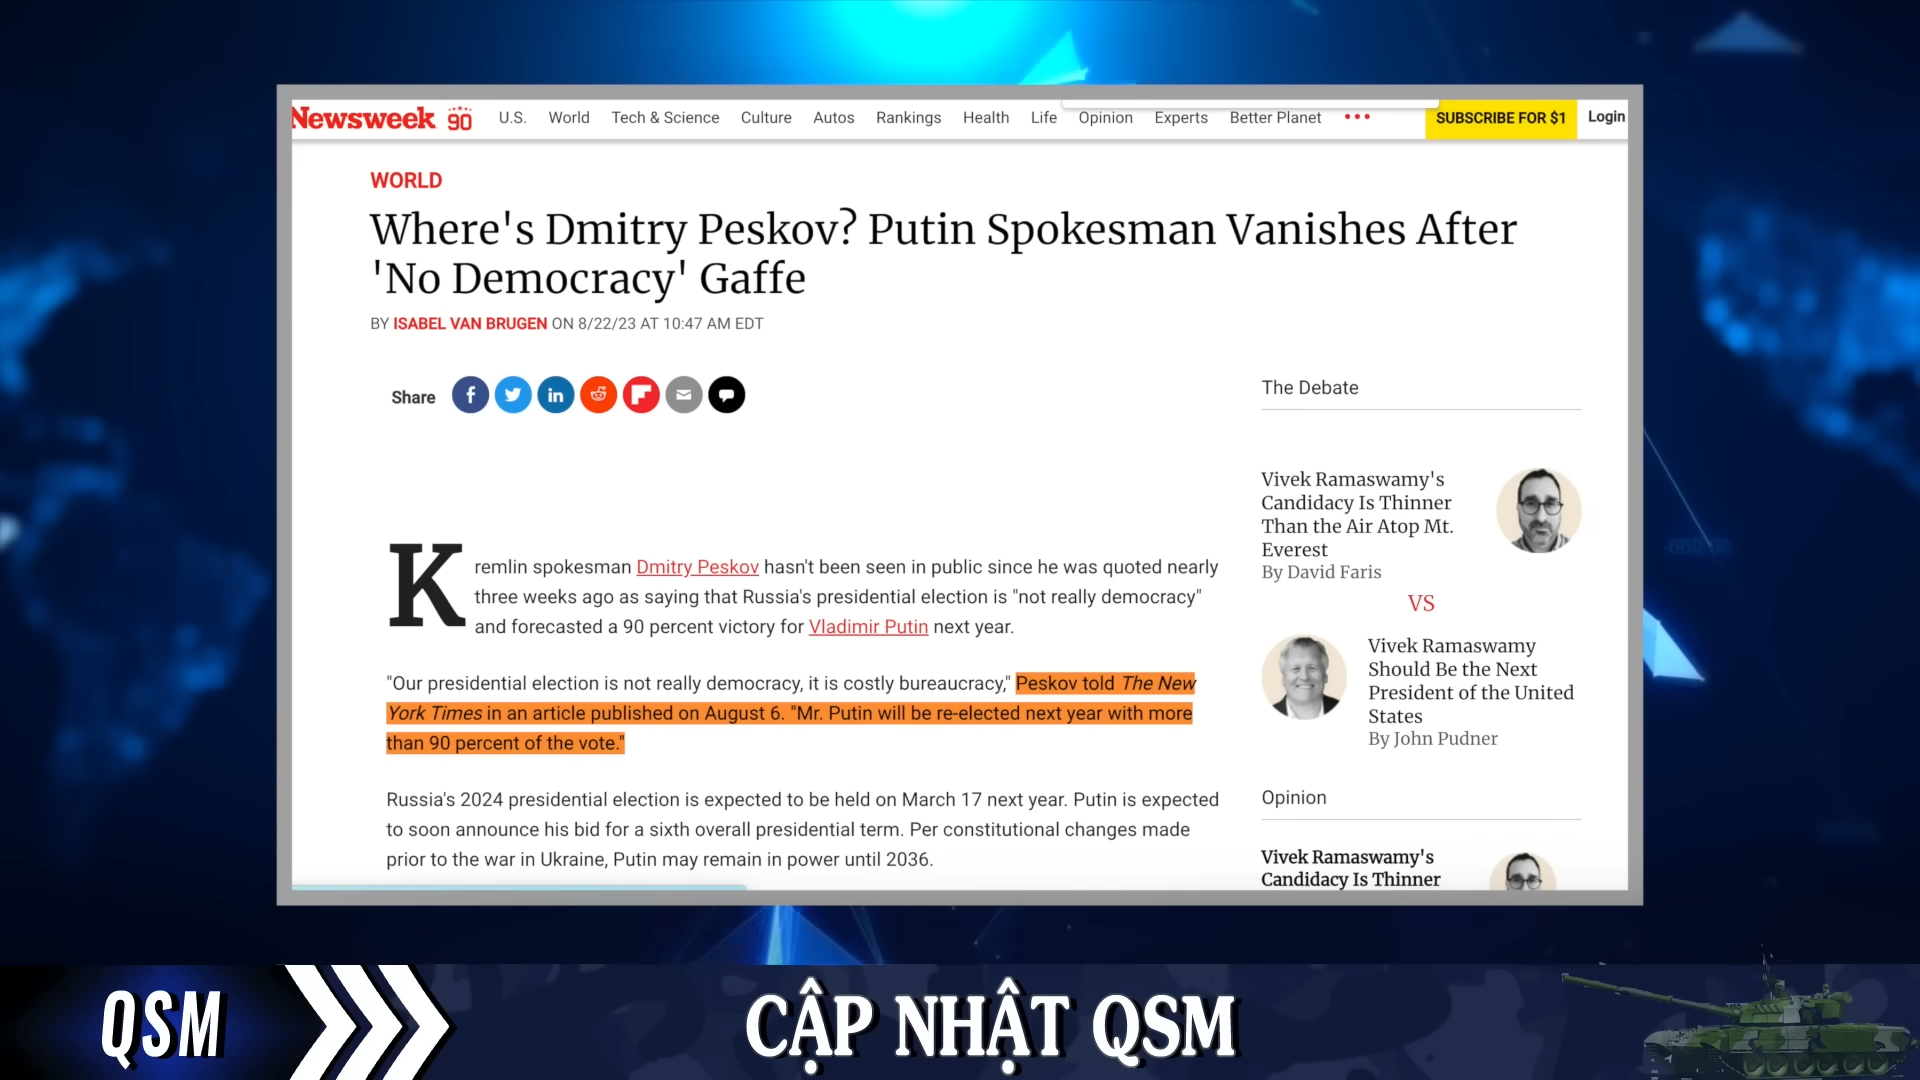 Newsweek 90 U.S. World Tech & Science Culture Autos Rankings Health Life Opinion Experts Better Planet SUBSCRIBE FOR $1 Login
WORLD
Where's Dmitry Peskov? Putin Spokesman Vanishes After
'No Democracy' Gaffe
BY ISABEL VAN BRUGEN ON 8/22/23 AT 10:47 AM EDT
Share
Kremlin spokesman Dmitry Peskov hasn't been seen in public since he was quoted nearly
three weeks ago as saying that Russia's presidential election is "not really democracy"
and forecasted a 90 percent victory for Vladimir Putin next year.
"Our presidential election is not really democracy, it is costly bureaucracy," Peskov told The New
York Times in an article published on August 6. "Mr. Putin will be re-elected next year with more
than 90 percent of the vote."
Russia's 2024 presidential election is expected to be held on March 17 next year. Putin is expected
to soon announce his bid for a sixth overall presidential term. Per constitutional changes made
prior to the war in Ukraine, Putin may remain in power until 2036.
The Debate
Vivek Ramaswamy's
Candidacy Is Thinner
Than the Air Atop Mt.
Everest
By David Faris
VS
Vivek Ramaswamy
Should Be the Next
President of the United
States
By John Pudner
Opinion
Vivek Ramaswamy's
Candidacy Is Thinner
QSM
CẬP NHẬT QSM